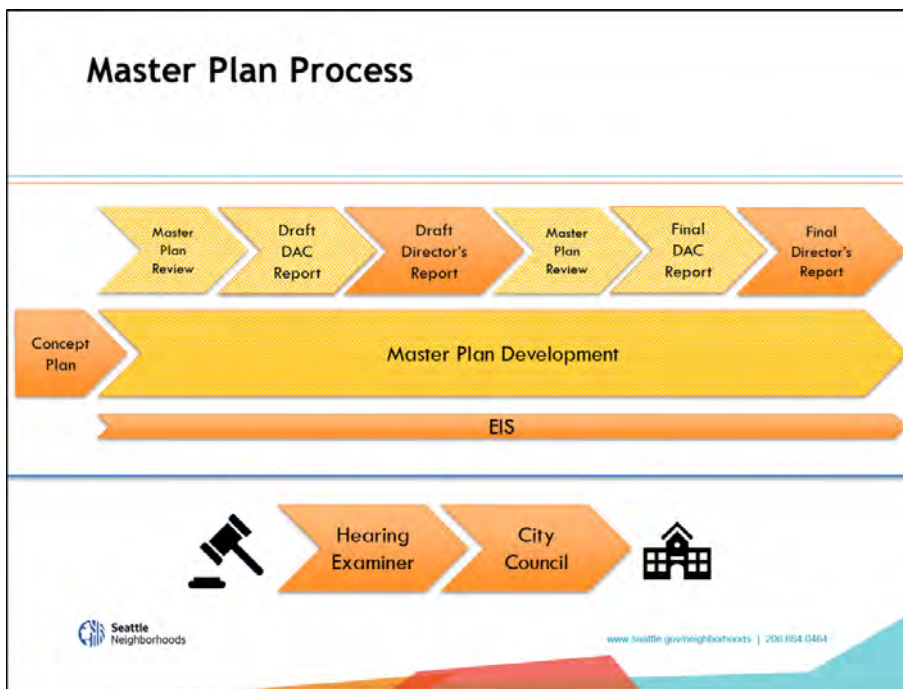 Master Plan Process
Master
Plan
Review
Draft
DAC
Report
Draft
Director's
Report
Master
Plan
Review
Final
DAC
Report
Final
Director's
Report
Concept
Plan
Master Plan Development
EIS
Hearing
Examiner
City
Council
Seattle
Neighborhoods
www.seattle.gov/neighborhoods | 206.684.0464